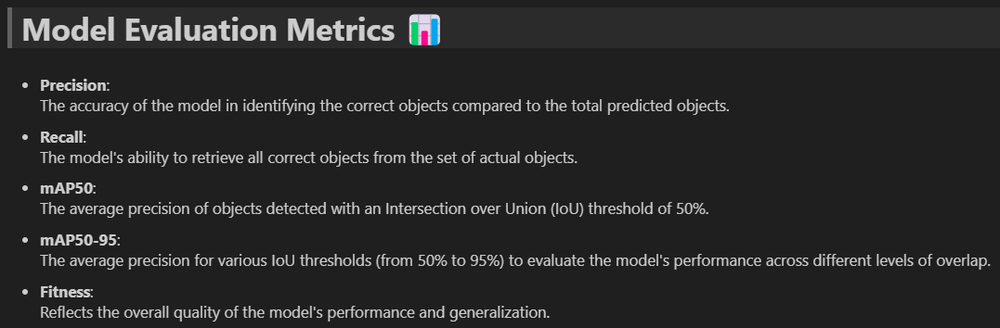 Model Evaluation Metrics 📊
• Precision:
The accuracy of the model in identifying the correct objects compared to the total predicted objects.
• Recall:
The model's ability to retrieve all correct objects from the set of actual objects.
• mAP50:
The average precision of objects detected with an Intersection over Union (IoU) threshold of 50%.
• mAP50-95:
The average precision for various IoU thresholds (from 50% to 95%) to evaluate the model's performance across different levels of overlap.
• Fitness:
Reflects the overall quality of the model's performance and generalization.